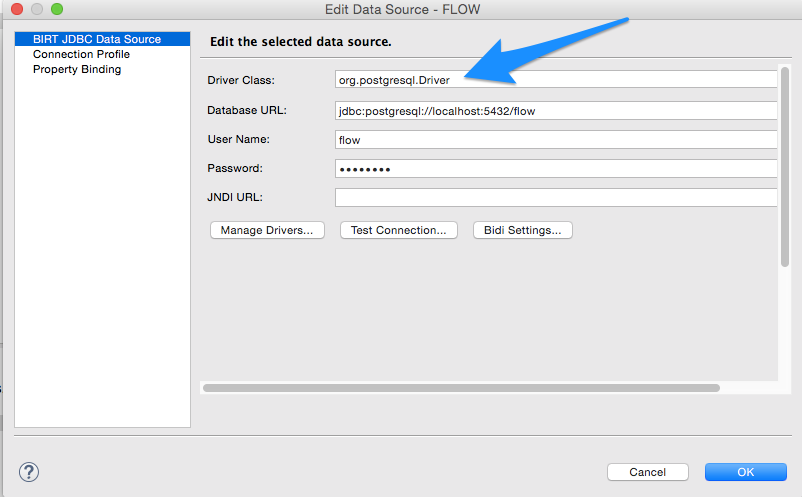 Edit Data Source - FLOW
BIRT JDBC Data Source
Connection Profile
Property Binding
Edit the selected data source.
Driver Class: org.postgresql.Driver
Database URL: jdbc:postgresql://localhost:5432/flow
User Name: flow
Password: ••••••••
JNDI URL:
Manage Drivers... Test Connection... Bidi Settings...
? Cancel OK